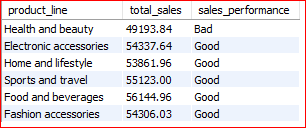 product_line total_sales sales_performance
Health and beauty 49193.84 Bad
Electronic accessories 54337.64 Good
Home and lifestyle 53861.96 Good
Sports and travel 55123.00 Good
Food and beverages 56144.96 Good
Fashion accessories 54306.03 Good